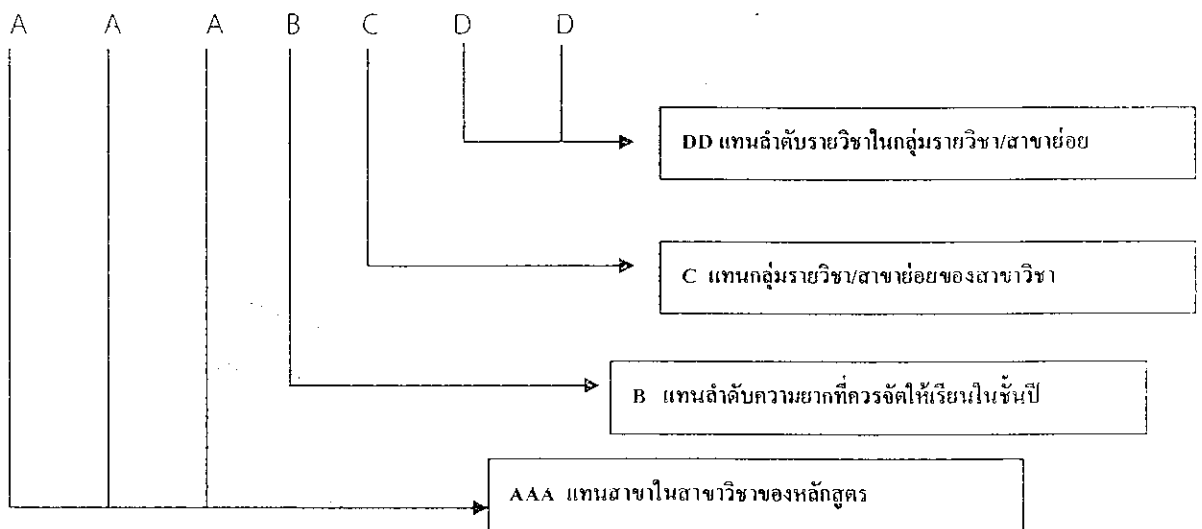 A A A B C D D
DD แทนลำดับรายวิชาในกลุ่มรายวิชา/สาขาย่อย
C แทนกลุ่มรายวิชา/สาขาย่อยของสาขาวิชา
B แทนลำดับความยากที่ควรจัดให้เรียนในชั้นปี
AAA แทนสาขาในสาขาวิชาของหลักสูตร